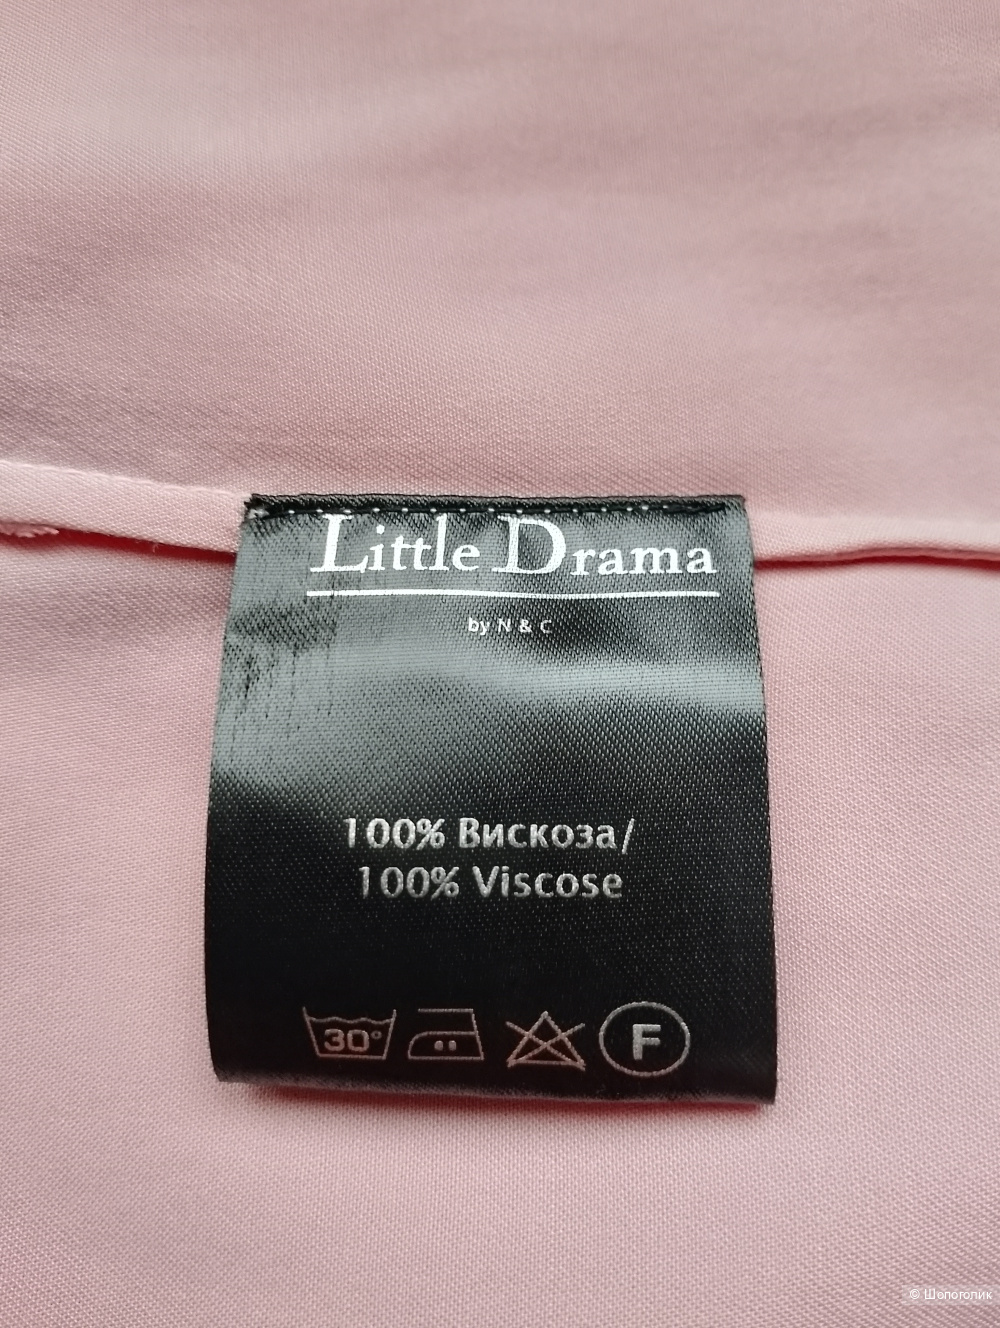 Little Drama
by N & C
100% Вискоза/
100% Viscose
30°
F
© Шопоголик